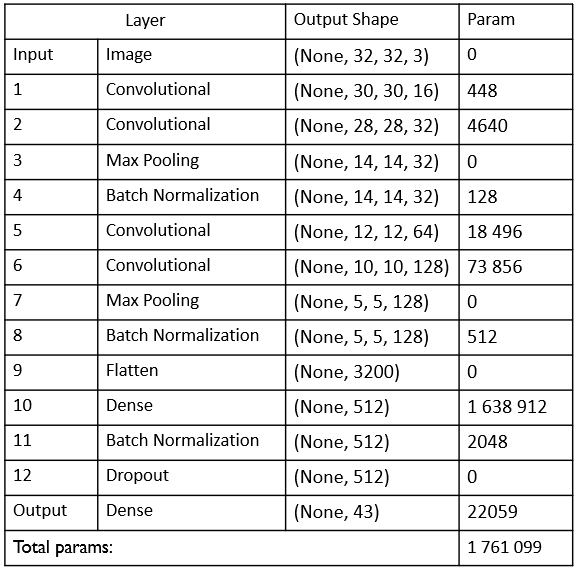 Layer Output Shape Param
Input Image (None, 32, 32, 3) 0
1 Convolutional (None, 30, 30, 16) 448
2 Convolutional (None, 28, 28, 32) 4640
3 Max Pooling (None, 14, 14, 32) 0
4 Batch Normalization (None, 14, 14, 32) 128
5 Convolutional (None, 12, 12, 64) 18 496
6 Convolutional (None, 10, 10, 128) 73 856
7 Max Pooling (None, 5, 5, 128) 0
8 Batch Normalization (None, 5, 5, 128) 512
9 Flatten (None, 3200) 0
10 Dense (None, 512) 1 638 912
11 Batch Normalization (None, 512) 2048
12 Dropout (None, 512) 0
Output Dense (None, 43) 22059
Total params: 1 761 099